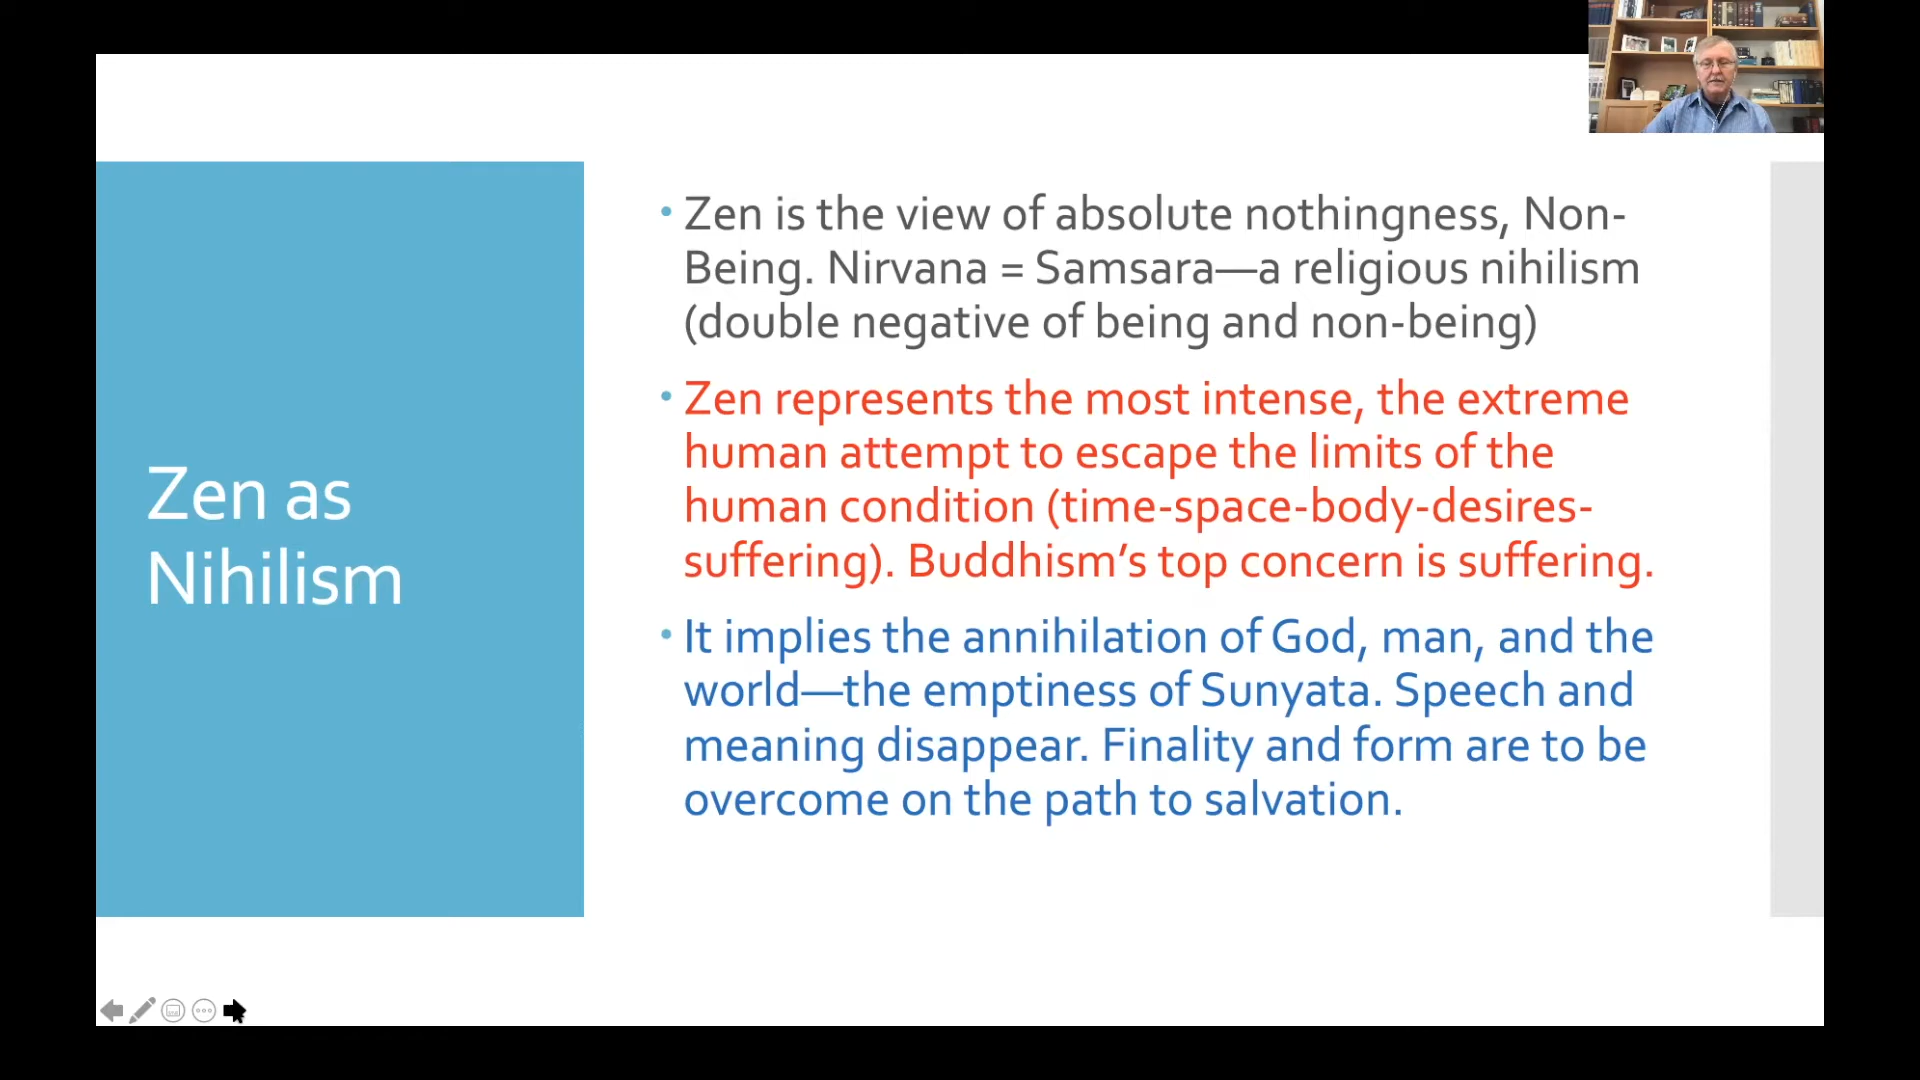 Zen as
Nihilism
• Zen is the view of absolute nothingness, Non-
Being. Nirvana = Samsara—a religious nihilism
(double negative of being and non-being)
• Zen represents the most intense, the extreme
human attempt to escape the limits of the
human condition (time-space-body-desires-
suffering). Buddhism’s top concern is suffering.
• It implies the annihilation of God, man, and the
world—the emptiness of Sunyata. Speech and
meaning disappear. Finality and form are to be
overcome on the path to salvation.